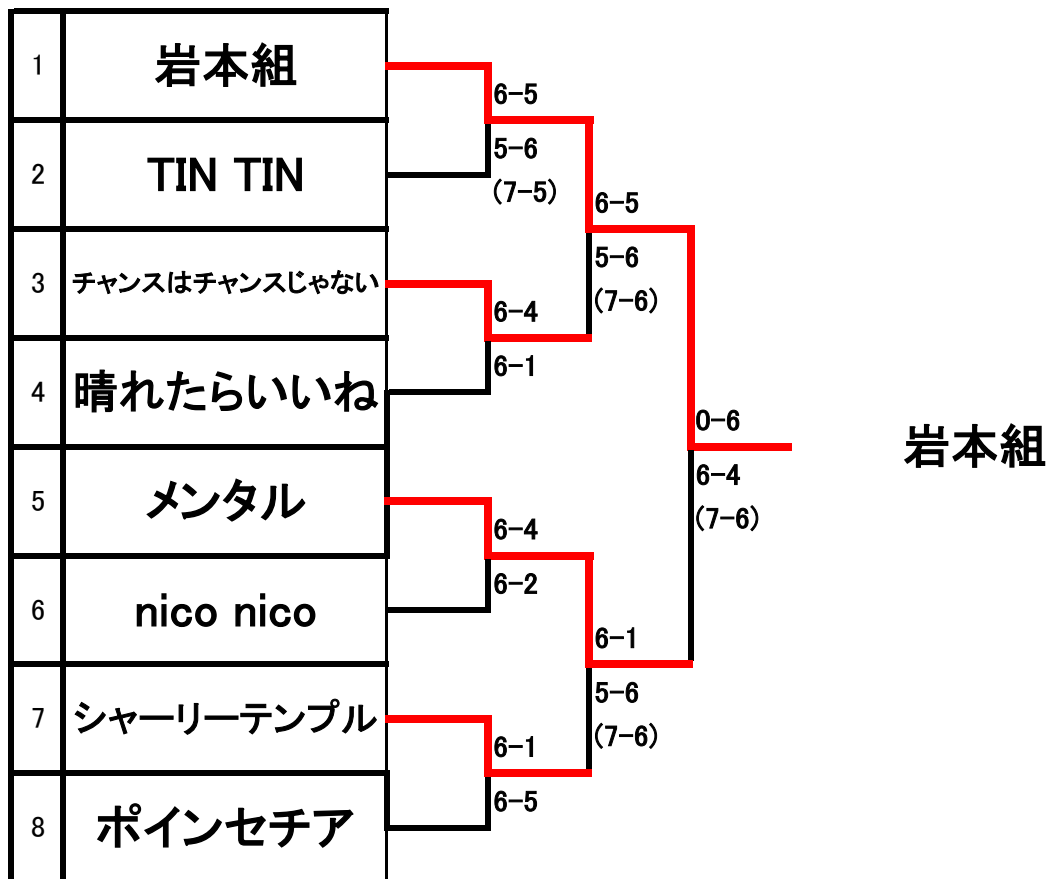 1 岩本組
2 TIN TIN
3 チャンスはチャンスじゃない
4 晴れたらいいね
5 メンタル
6 nico nico
7 シャーリーテンプル
8 ポインセチア
6-5
5-6
(7-5)
6-4
6-1
6-4
6-2
6-1
6-5
6-5
5-6
(7-6)
6-1
5-6
(7-6)
0-6
6-4
(7-6)
岩本組